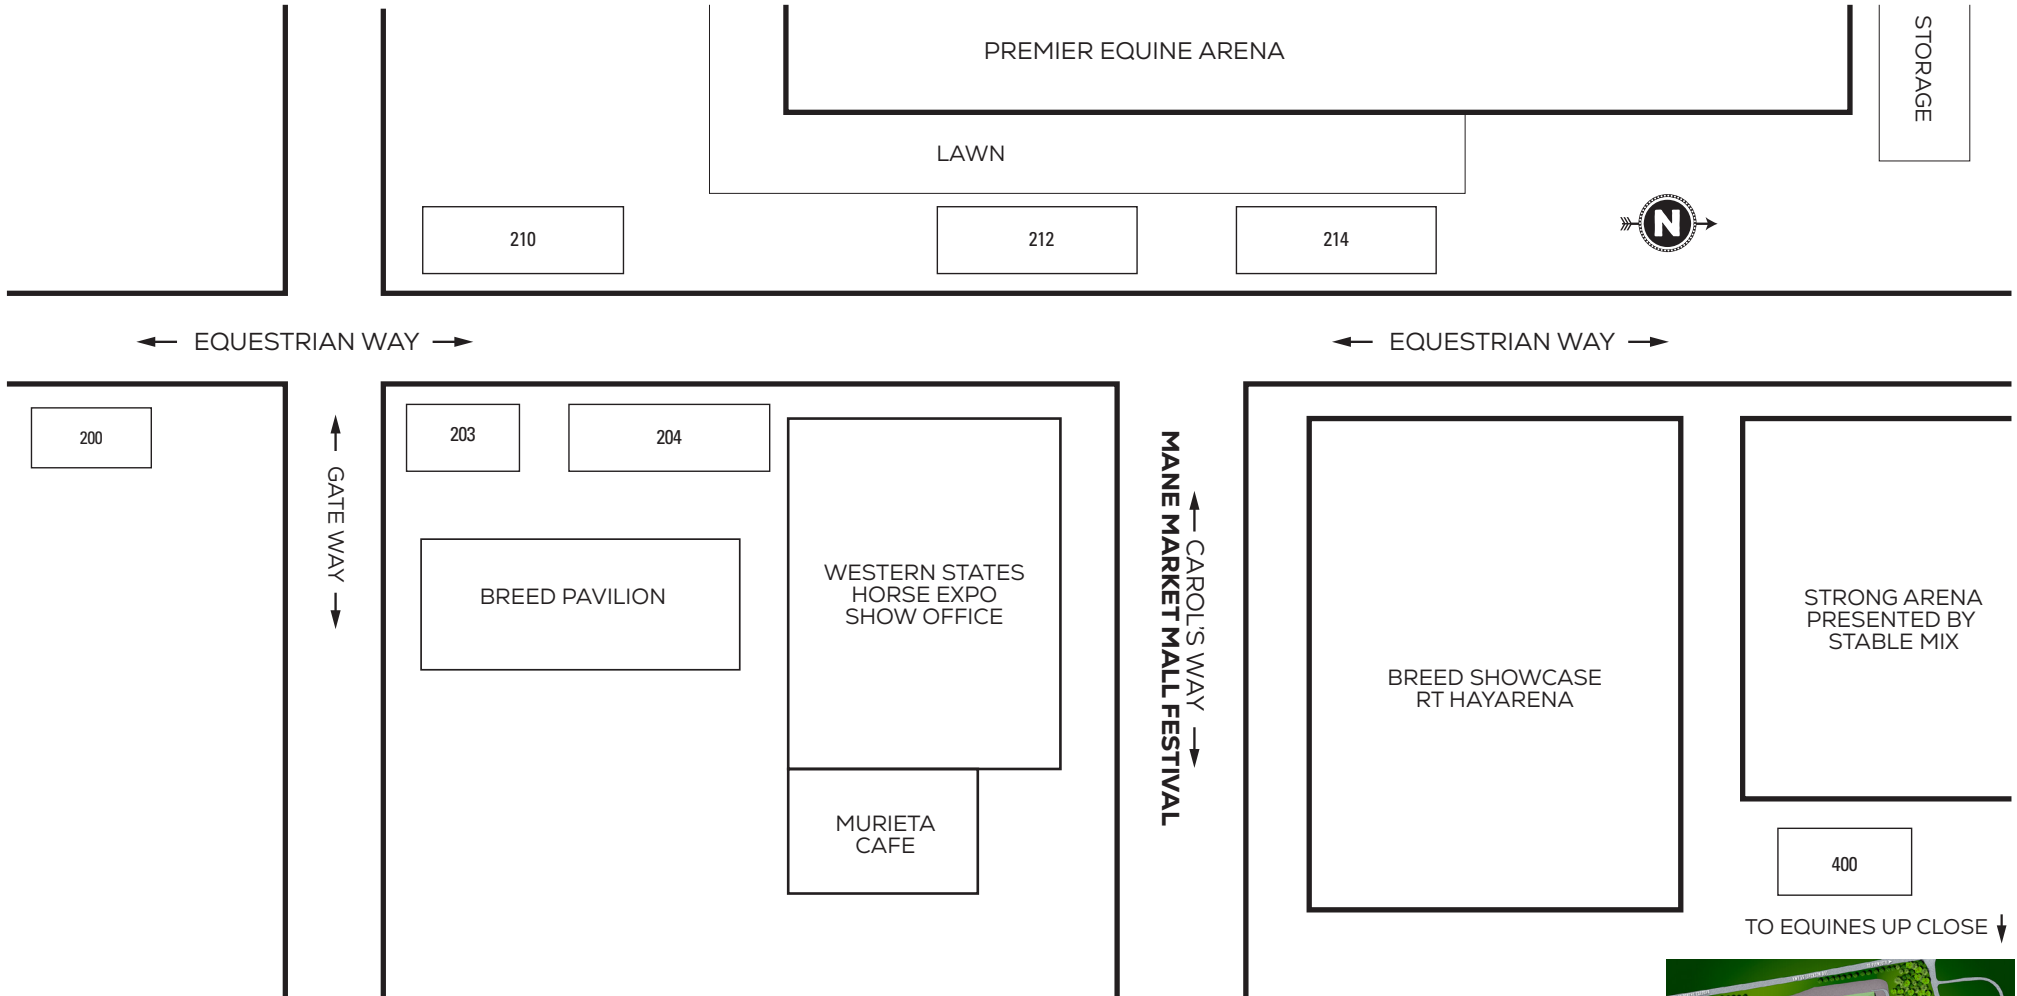 PREMIER EQUINE ARENA
STORAGE
LAWN
210
212
214
N
EQUESTRIAN WAY
EQUESTRIAN WAY
200
GATE WAY
203
204
BREED PAVILION
WESTERN STATES
HORSE EXPO
SHOW OFFICE
MURIETA
CAFE
MANE MARKET MALL FESTIVAL
CAROL'S WAY
BREED SHOWCASE
RT HAYARENA
STRONG ARENA
PRESENTED BY
STABLE MIX
400
TO EQUINES UP CLOSE